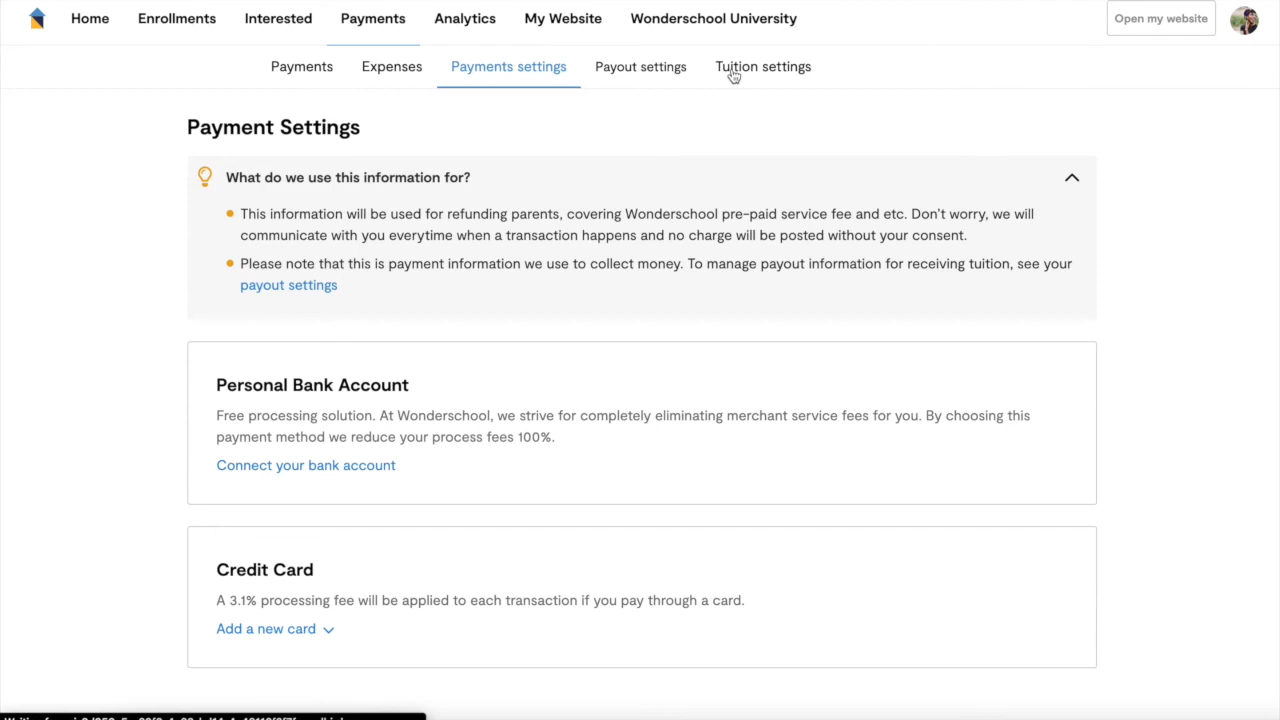 Home Enrollments Interested Payments Analytics My Website Wonderschool University Open my website
Payments Expenses Payments settings Payout settings Tuition settings
Payment Settings
What do we use this information for?
This information will be used for refunding parents, covering Wonderschool pre-paid service fee and etc. Don't worry, we will
communicate with you everytime when a transaction happens and no charge will be posted without your consent.
Please note that this is payment information we use to collect money. To manage payout information for receiving tuition, see your
payout settings
Personal Bank Account
Free processing solution. At Wonderschool, we strive for completely eliminating merchant service fees for you. By choosing this
payment method we reduce your process fees 100%.
Connect your bank account
Credit Card
A 3.1% processing fee will be applied to each transaction if you pay through a card.
Add a new card